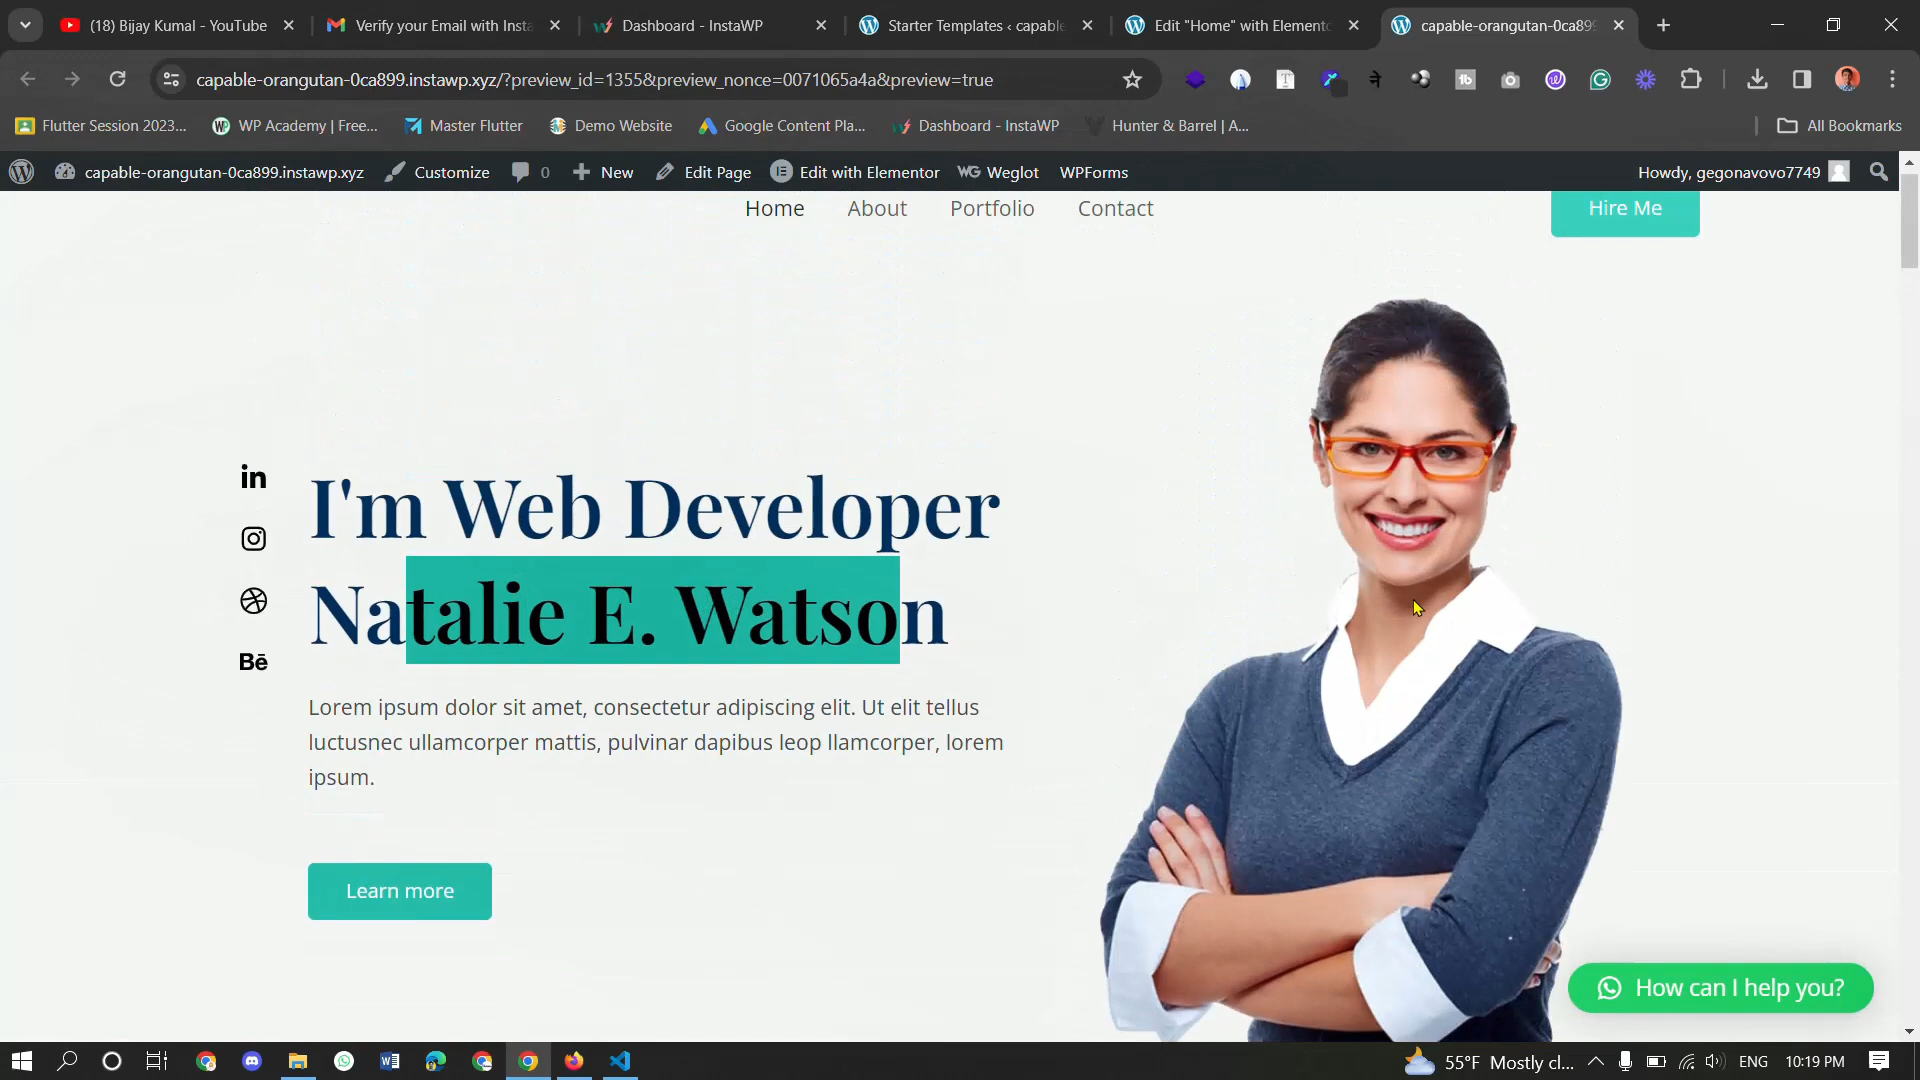 (18) Bijay Kumal - YouTube
Verify your Email with Insta
Dashboard - InstaWP
Starter Templates ‹ capable
Edit "Home" with Elemento
capable-orangutan-0ca899
capable-orangutan-0ca899.instawp.xyz/?preview_id=1355&preview_nonce=0071065a4a&preview=true
Flutter Session 2023...
WP Academy | Free...
Master Flutter
Demo Website
Google Content Pla...
Dashboard - InstaWP
Hunter & Barrel | A...
All Bookmarks
capable-orangutan-0ca899.instawp.xyz
Customize
0
New
Edit Page
Edit with Elementor
WG Weglot
WPForms
Howdy, gegonavovo7749
Home
About
Portfolio
Contact
Hire Me
in
Bē
I'm Web Developer
Natalie E. Watson
Lorem ipsum dolor sit amet, consectetur adipiscing elit. Ut elit tellus
luctusnec ullamcorper mattis, pulvinar dapibus leop llamcorper, lorem
ipsum.
Learn more
How can I help you?
55°F Mostly cl...
ENG
10:19 PM